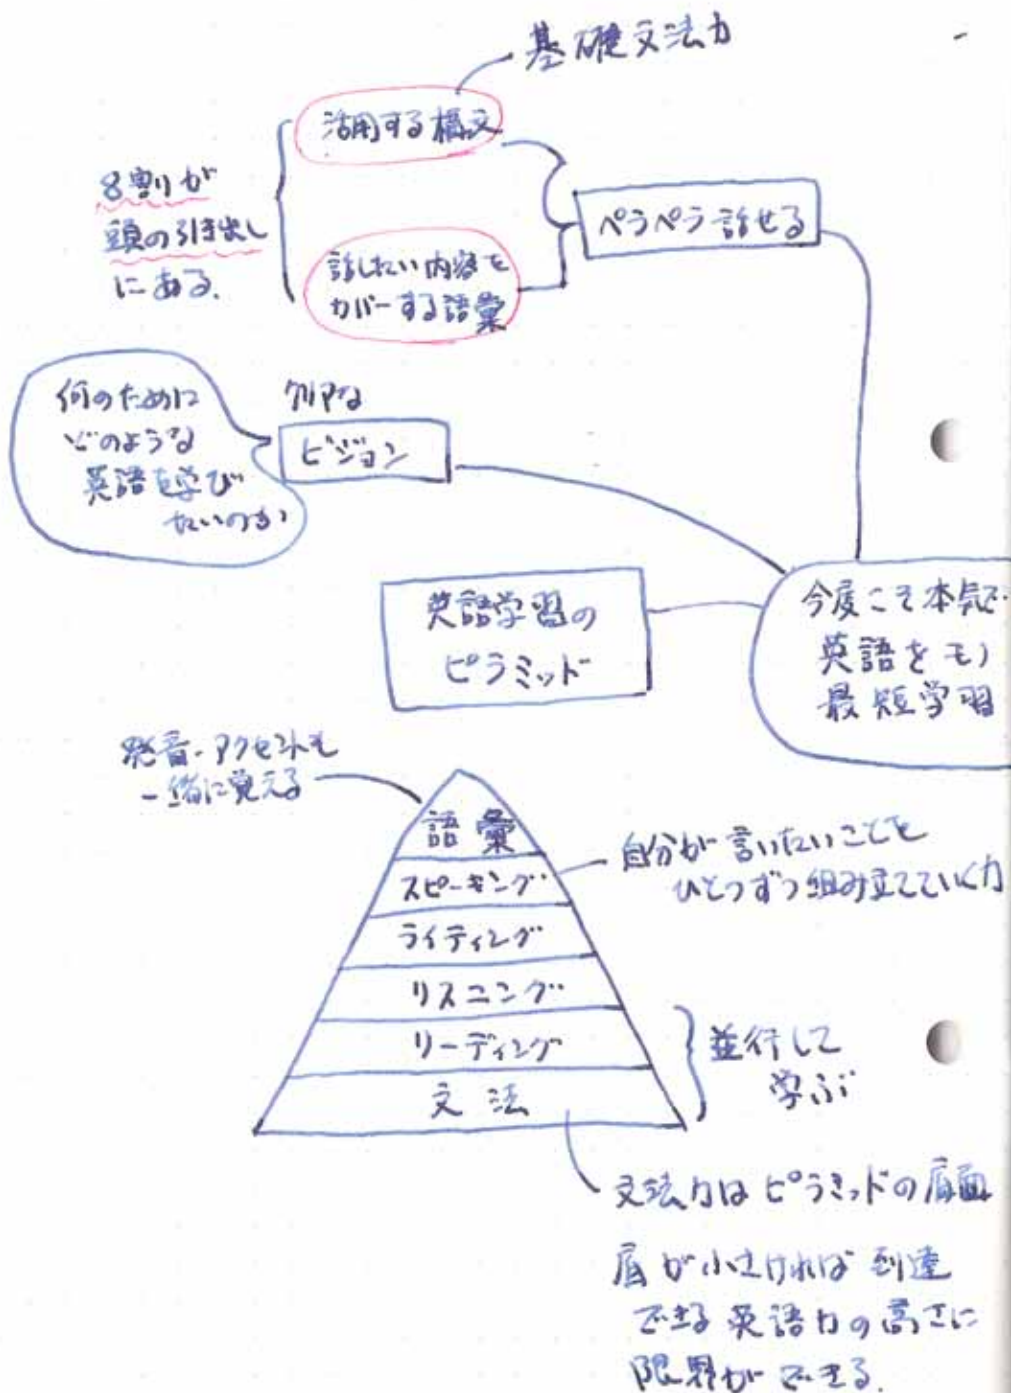 基礎文法力
活用する構文
8割が
頭の引き出し
にある.
ペラペラ話せる
話したい内容を
カバーする語彙
クリアな
ビジョン
何のために
どのような
英語を学び
たいのか
英語学習の
ピラミッド
今度こそ本気で
英語をモノ
最短学習
発音・アクセントも
一緒に覚える
語彙
スピーキング
ライティング
リスニング
リーディング
文法
自分が言いたいことを
ひとつずつ組み立てていく力
並行して
学ぶ
文法力はピラミッドの底面
底が小さければ到達
できる英語力の高さに
限界ができる.